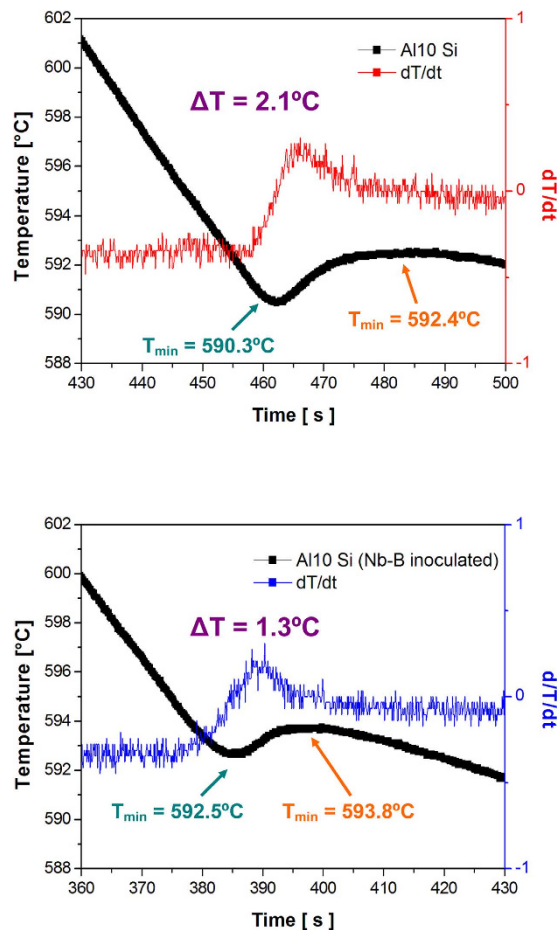 602
600
598
596
594
592
590
588
Temperature [°C]
Al10 Si
dT/dt
ΔT = 2.1ºC
Tmin = 590.3ºC
Tmin = 592.4ºC
1
0
-1
dT/dt
430 440 450 460 470 480 490 500
Time [ s ]
602
600
598
596
594
592
590
588
Temperature [°C]
Al10 Si (Nb-B inoculated)
dT/dt
ΔT = 1.3ºC
Tmin = 592.5ºC
Tmin = 593.8ºC
1
0
-1
d/T/dt
360 370 380 390 400 410 420 430
Time [ s ]